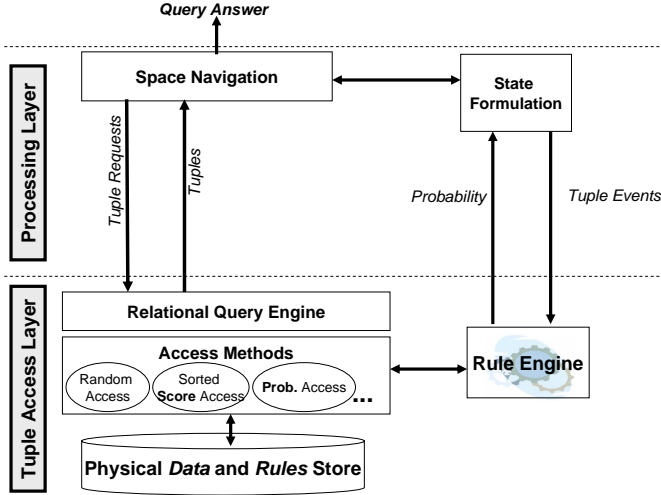 Query Answer
Processing Layer
Space Navigation
State
Formulation
Tuple Requests
Tuples
Probability
Tuple Events
Tuple Access Layer
Relational Query Engine
Access Methods
Random
Access
Sorted
Score Access
Prob. Access
...
Rule Engine
Physical Data and Rules Store